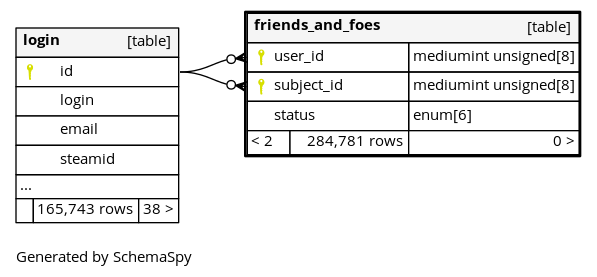 login [table]
id
login
email
steamid
...
165,743 rows 38 >
friends_and_foes [table]
user_id mediumint unsigned[8]
subject_id mediumint unsigned[8]
status enum[6]
< 2 284,781 rows 0 >
Generated by SchemaSpy